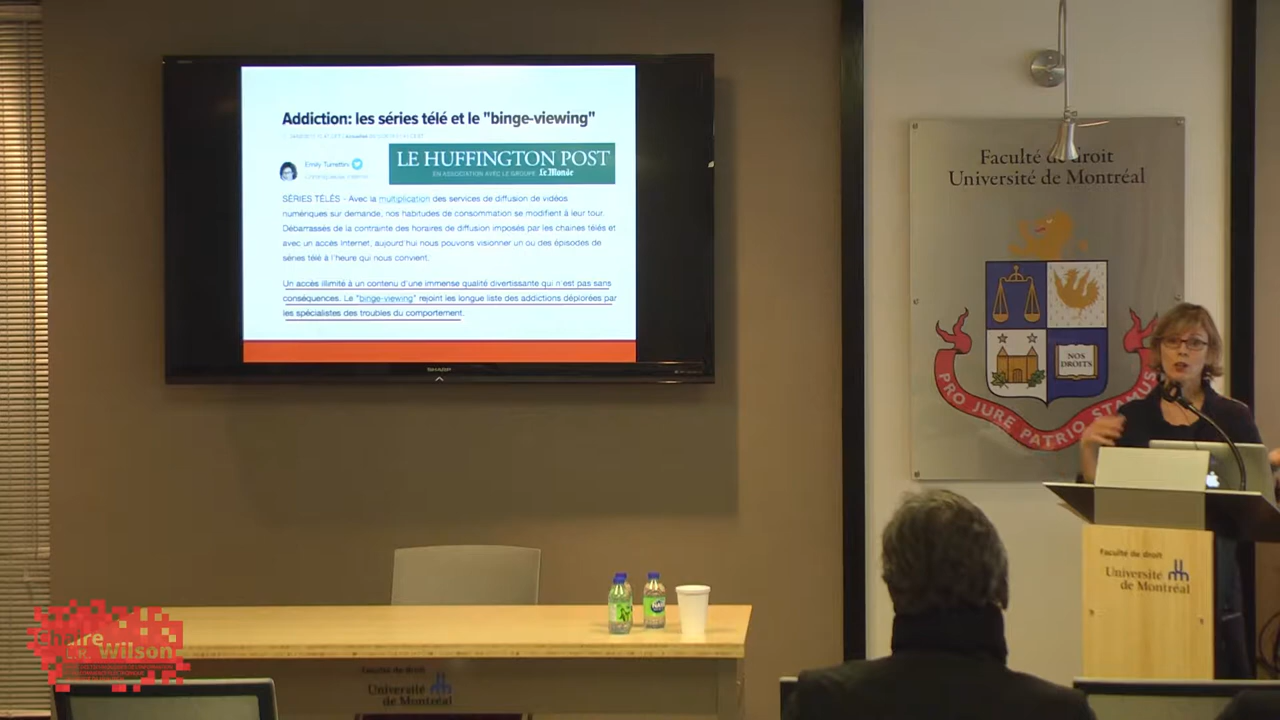 Addiction: les séries télé et le "binge-viewing"
Emily Turrettini
LE HUFFINGTON POST
EN ASSOCIATION AVEC LE GROUPE Le Monde
SÉRIES TÉLÉS - Avec la multiplication des services de diffusion de vidéos
numériques sur demande, nos habitudes de consommation se modifient à leur tour.
Débarrassés de la contrainte des horaires de diffusion imposés par les chaînes télés et
avec un accès Internet, aujourd'hui nous pouvons visionner un ou des épisodes de
séries télé à l'heure qui nous convient.
Un accès illimité à un contenu d'une immense qualité divertissante qui n'est pas sans
conséquences. Le "binge-viewing" rejoint les longue liste des addictions déplorées par
les spécialistes des troubles du comportement.
SHARP
Faculté de droit
Université de Montréal
NOS
DROITS
PRO JURE PATRIO STAMUS
Faculté de droit
Université
de Montréal
Faculté de droit
Université
de Montréal
Chaire
L.R. Wilson